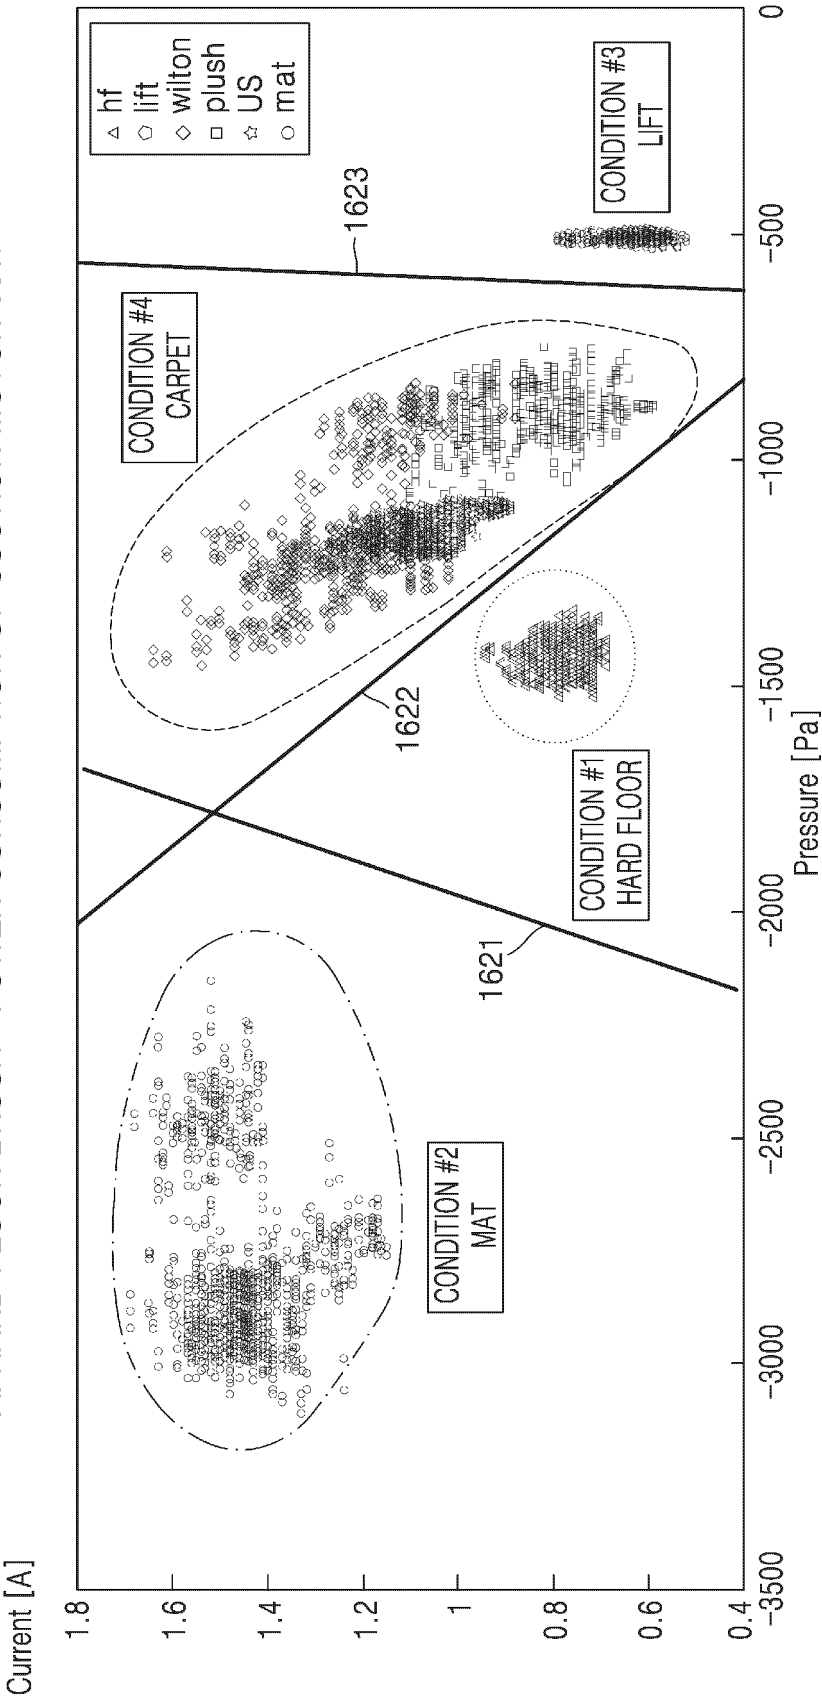 Current [A]
1.8
1.6
1.4
1.2
1
0.8
0.6
0.4
hf
lift
wilton
plush
US
mat
CONDITION #4
CARPET
1623
CONDITION #2
MAT
1621
1622
CONDITION #1
HARD FLOOR
CONDITION #3
LIFT
-3500
-3000
-2500
-2000
-1500
-1000
-500
0
Pressure [Pa]